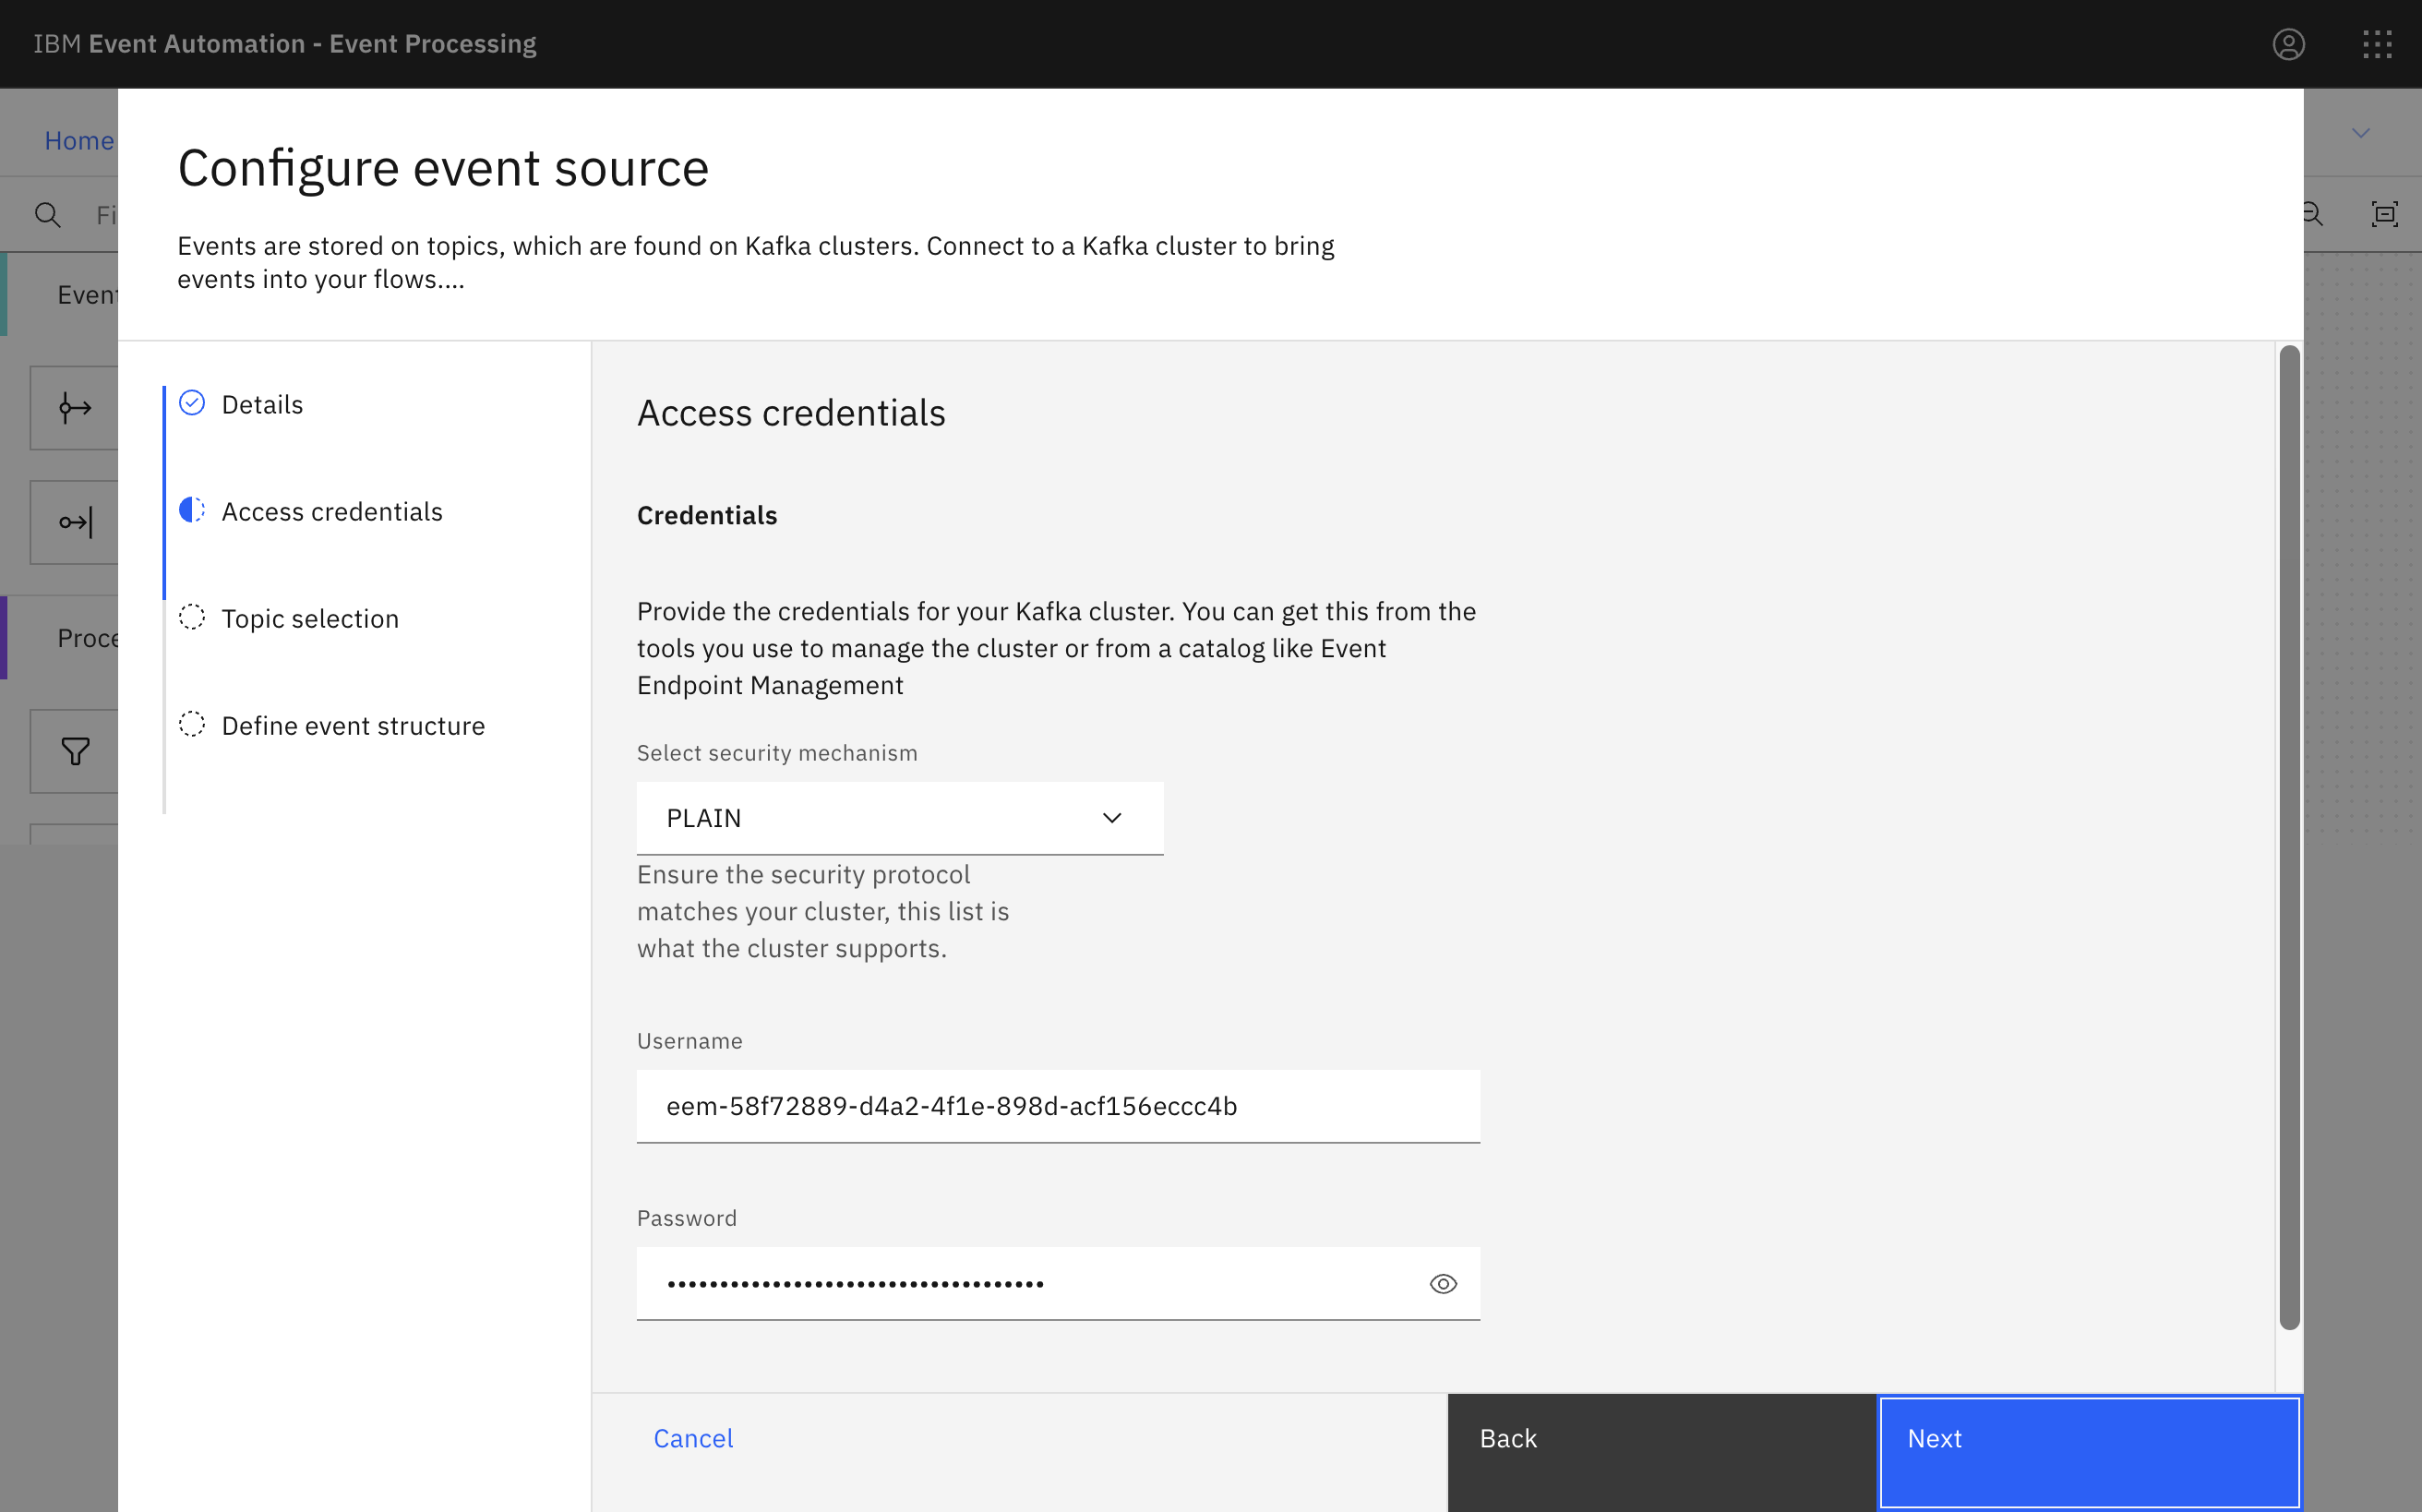 IBM Event Automation - Event Processing
Home
Configure event source
Events are stored on topics, which are found on Kafka clusters. Connect to a Kafka cluster to bring
events into your flows....
Fi
Event
Proce
Details
Access credentials
Topic selection
Define event structure
Access credentials
Credentials
Provide the credentials for your Kafka cluster. You can get this from the
tools you use to manage the cluster or from a catalog like Event
Endpoint Management
Select security mechanism
PLAIN
Ensure the security protocol
matches your cluster, this list is
what the cluster supports.
Username
eem-58f72889-d4a2-4f1e-898d-acf156eccc4b
Password
••••••••••••••••••••••••••••••••••••
Cancel
Back
Next